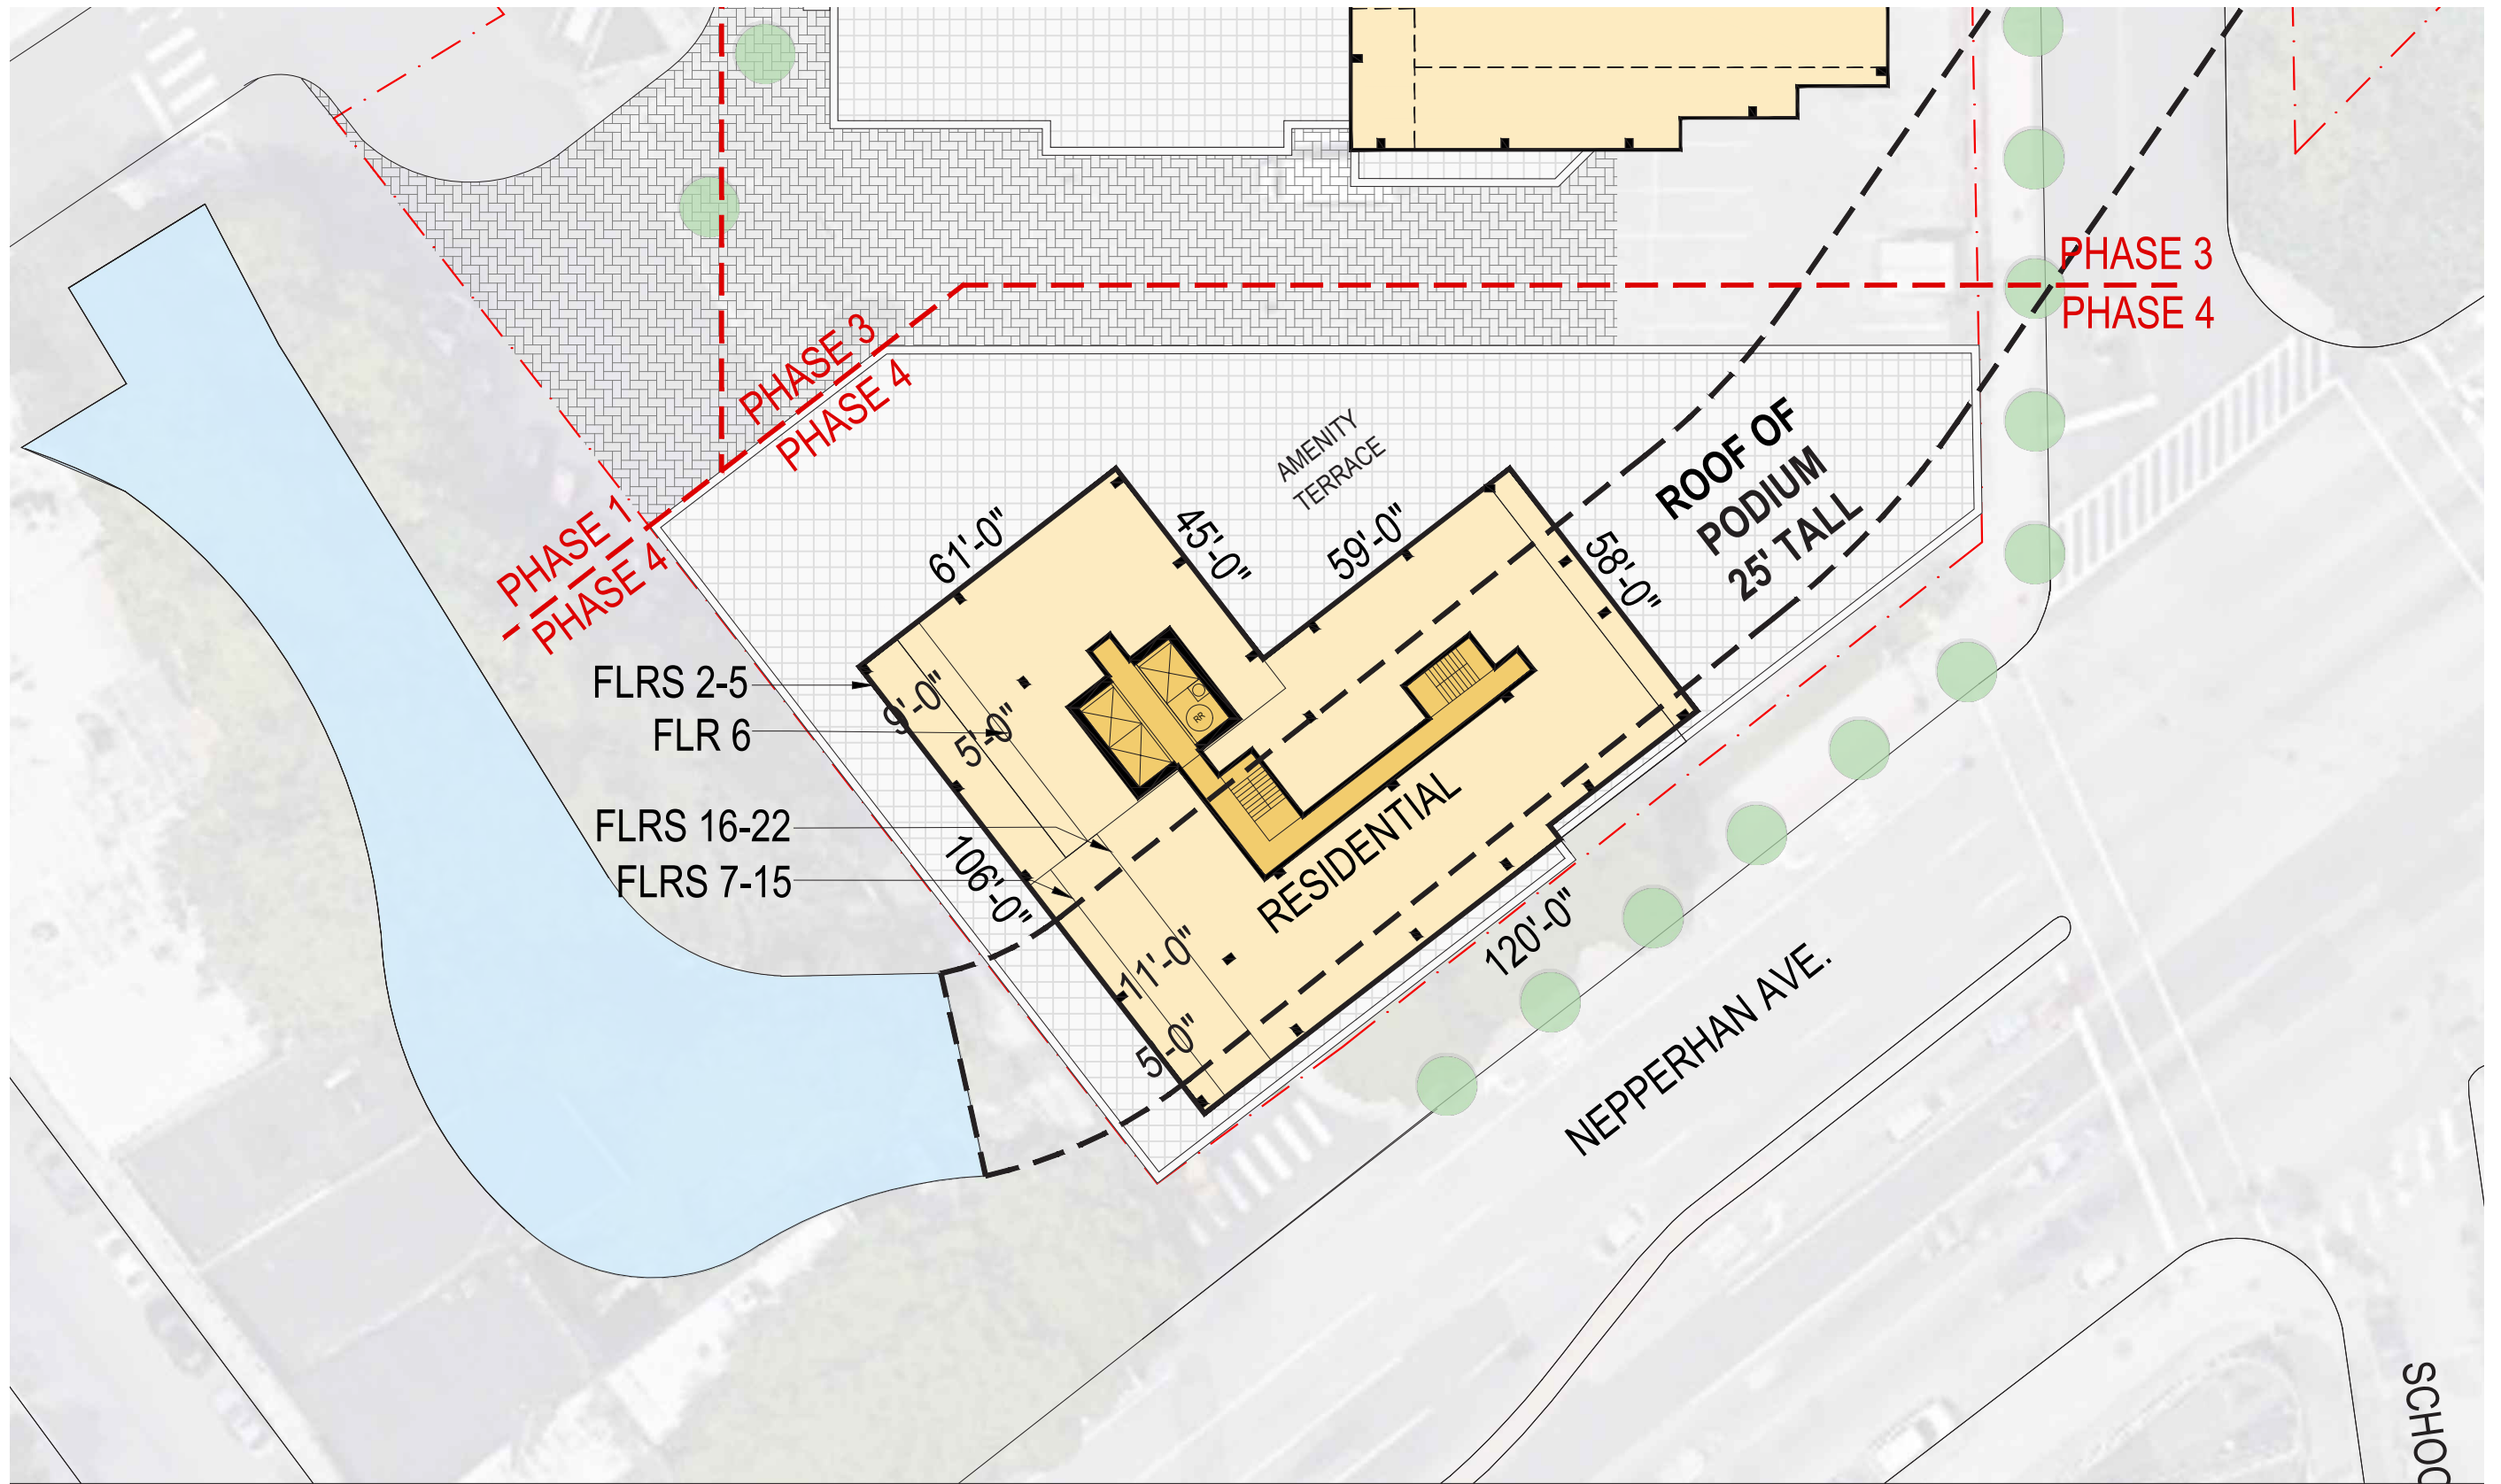 PHASE 3
PHASE 4
PHASE 3
PHASE 4
PHASE 1
PHASE 4
AMENITY
TERRACE
ROOF OF
PODIUM
25' TALL
61'-0"
45'-0"
59'-0"
58'-0"
FLRS 2-5
FLR 6
FLRS 16-22
FLRS 7-15
9'-0"
5'-0"
RR
106'-0"
RESIDENTIAL
11'-0"
5'-0"
120'-0"
NEPPERHAN AVE.
SCHOO